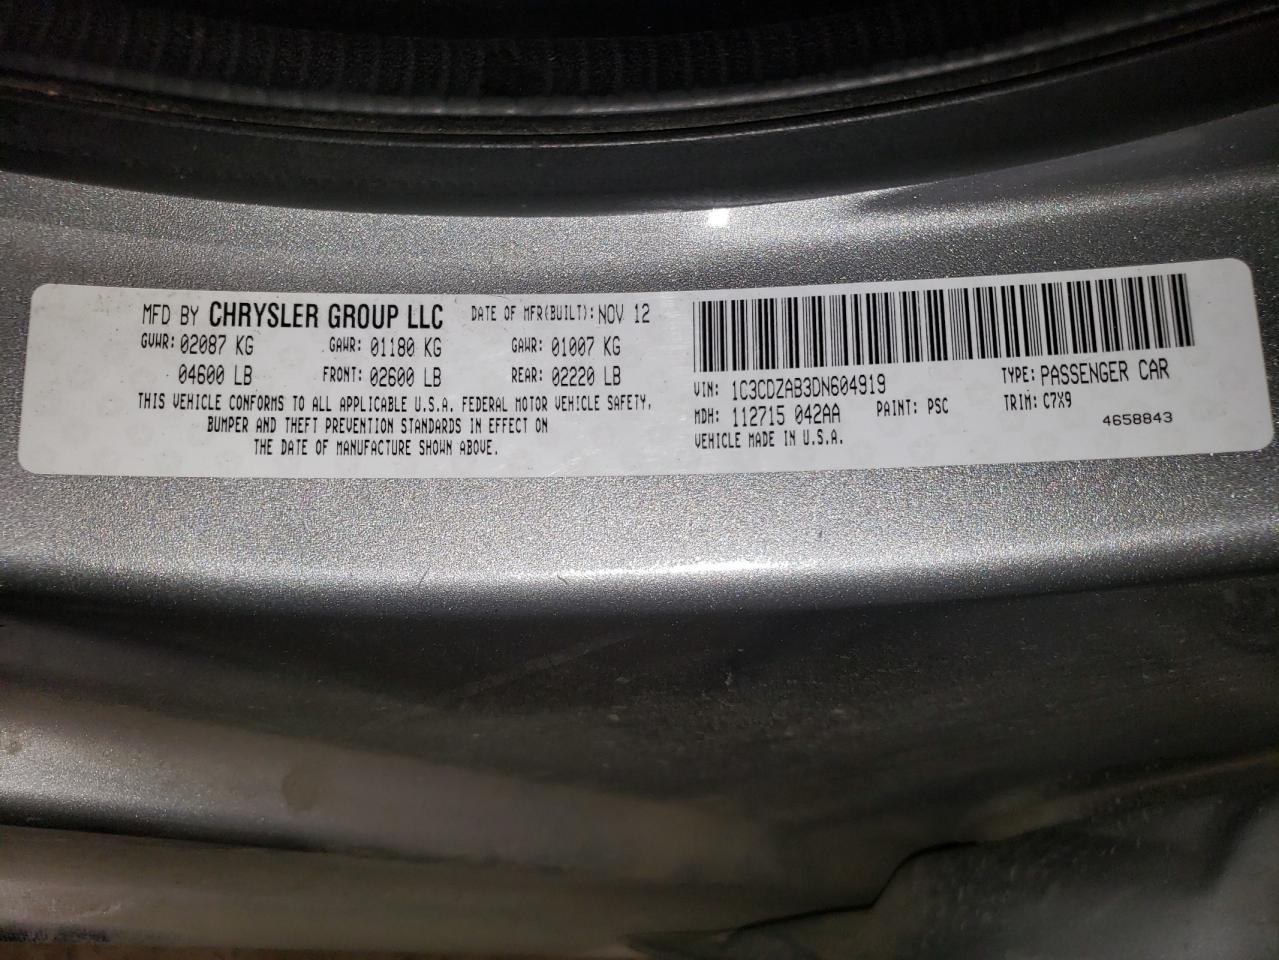 MFD BY CHRYSLER GROUP LLC DATE OF MFR(BUILT): NOV 12
GVWR: 02087 KG GAWR: 01180 KG GAWR: 01007 KG
04600 LB FRONT: 02600 LB REAR: 02220 LB
THIS VEHICLE CONFORMS TO ALL APPLICABLE U.S.A. FEDERAL MOTOR VEHICLE SAFETY,
BUMPER AND THEFT PREVENTION STANDARDS IN EFFECT ON
THE DATE OF MANUFACTURE SHOWN ABOVE.
VIN: 1C3CDZAB3DN604919 TYPE: PASSENGER CAR
MDH: 112715 042AA PAINT: PSC TRIM: C7X9
VEHICLE MADE IN U.S.A. 4658843